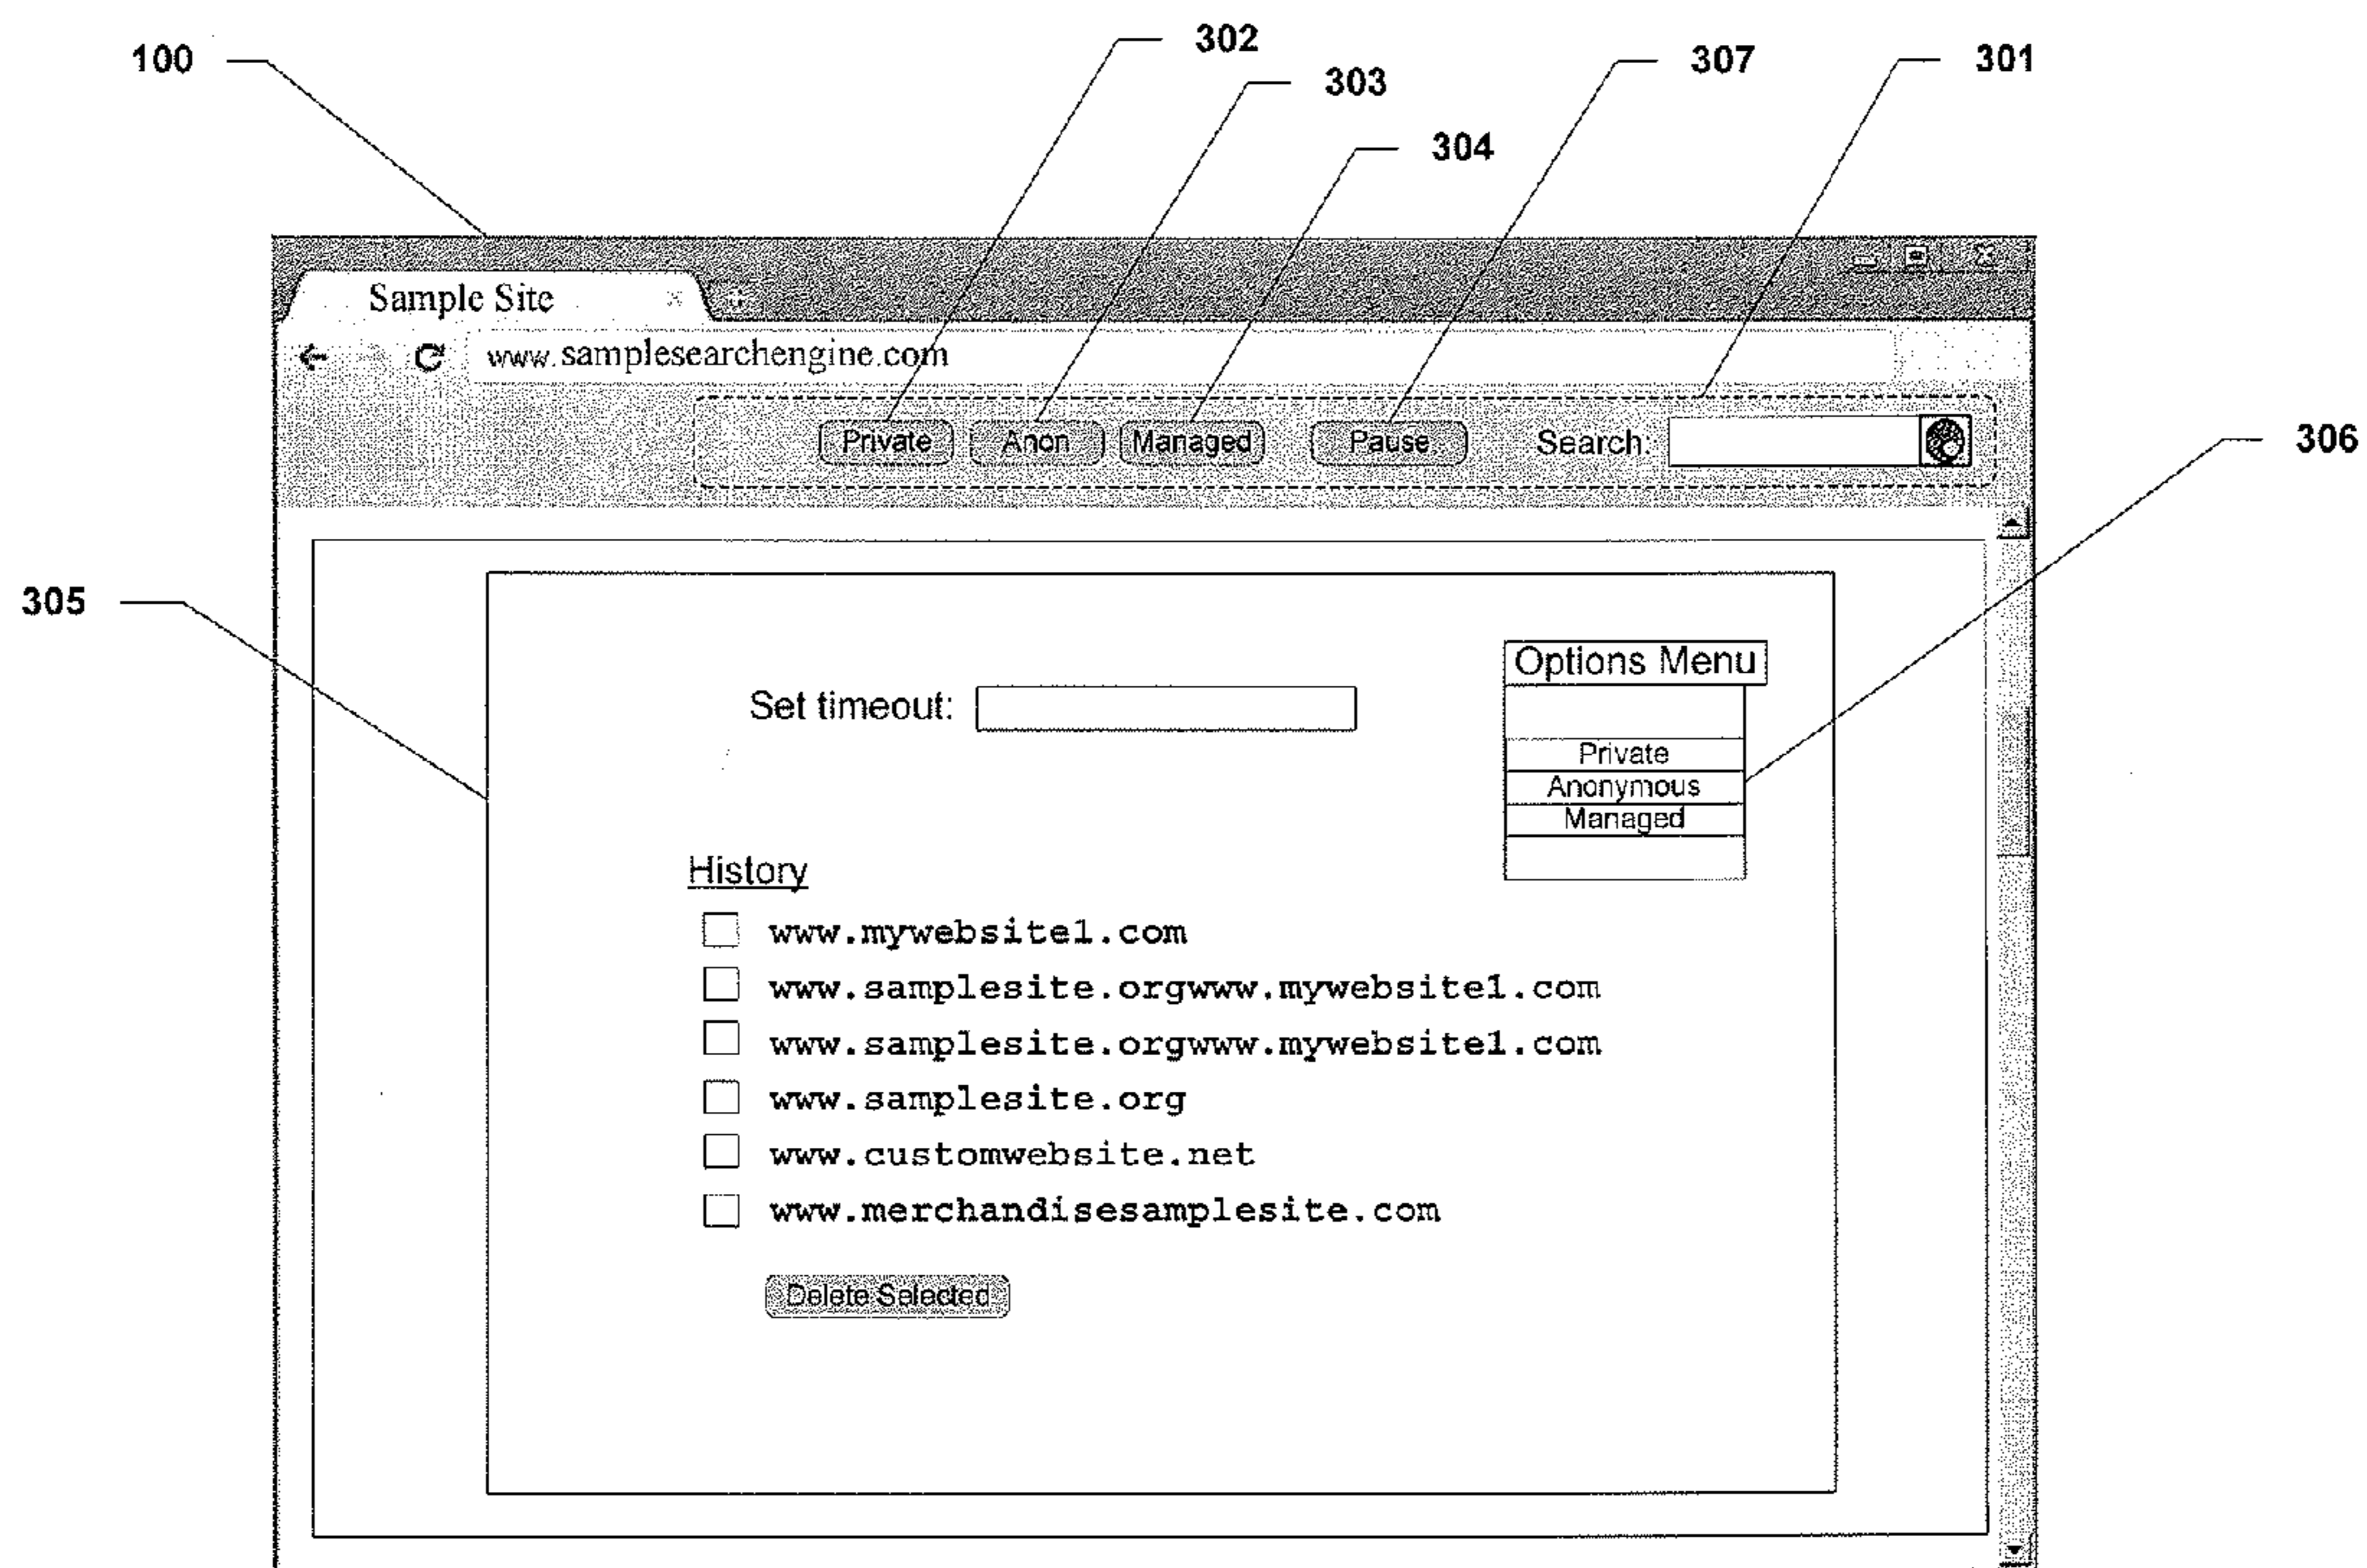 302
100
307
301
303
304
Sample Site
www.samplesearchengine.com
Private Anon Managed Pause Search:
306
305
Options Menu
Set timeout:
Private
Anonymous
Managed
History
www.mywebsite1.com
www.samplesite.orgwww.mywebsite1.com
www.samplesite.orgwww.mywebsite1.com
www.samplesite.org
www.customwebsite.net
www.merchandisesamplesite.com
Delete Selected